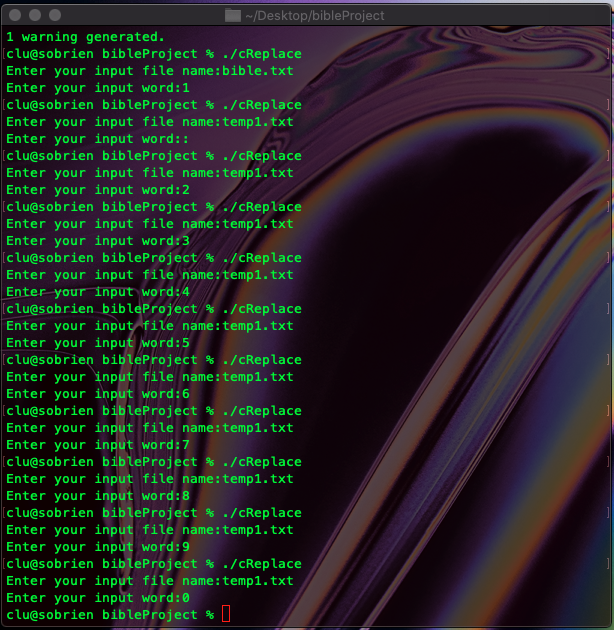 ~/Desktop/bibleProject
1 warning generated.
[clu@sobrien bibleProject % ./cReplace ]
Enter your input file name:bible.txt
Enter your input word:1
[clu@sobrien bibleProject % ./cReplace ]
Enter your input file name:temp1.txt
Enter your input word::
[clu@sobrien bibleProject % ./cReplace ]
Enter your input file name:temp1.txt
Enter your input word:2
[clu@sobrien bibleProject % ./cReplace ]
Enter your input file name:temp1.txt
Enter your input word:3
[clu@sobrien bibleProject % ./cReplace ]
Enter your input file name:temp1.txt
Enter your input word:4
[clu@sobrien bibleProject % ./cReplace ]
Enter your input file name:temp1.txt
Enter your input word:5
[clu@sobrien bibleProject % ./cReplace ]
Enter your input file name:temp1.txt
Enter your input word:6
[clu@sobrien bibleProject % ./cReplace ]
Enter your input file name:temp1.txt
Enter your input word:7
[clu@sobrien bibleProject % ./cReplace ]
Enter your input file name:temp1.txt
Enter your input word:8
[clu@sobrien bibleProject % ./cReplace ]
Enter your input file name:temp1.txt
Enter your input word:9
[clu@sobrien bibleProject % ./cReplace ]
Enter your input file name:temp1.txt
Enter your input word:0
clu@sobrien bibleProject %